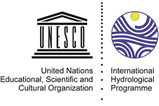 UNESCO
United Nations
Educational, Scientific and
Cultural Organization
International
Hydrological
Programme